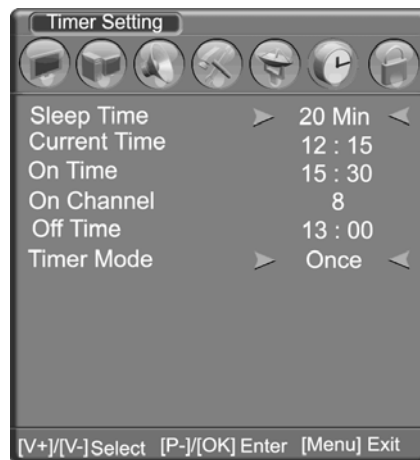 Timer Setting
Sleep Time 20 Min
Current Time 12 : 15
On Time 15 : 30
On Channel 8
Off Time 13 : 00
Timer Mode Once
[V+]/[V-]Select [P-]/[OK] Enter [Menu] Exit